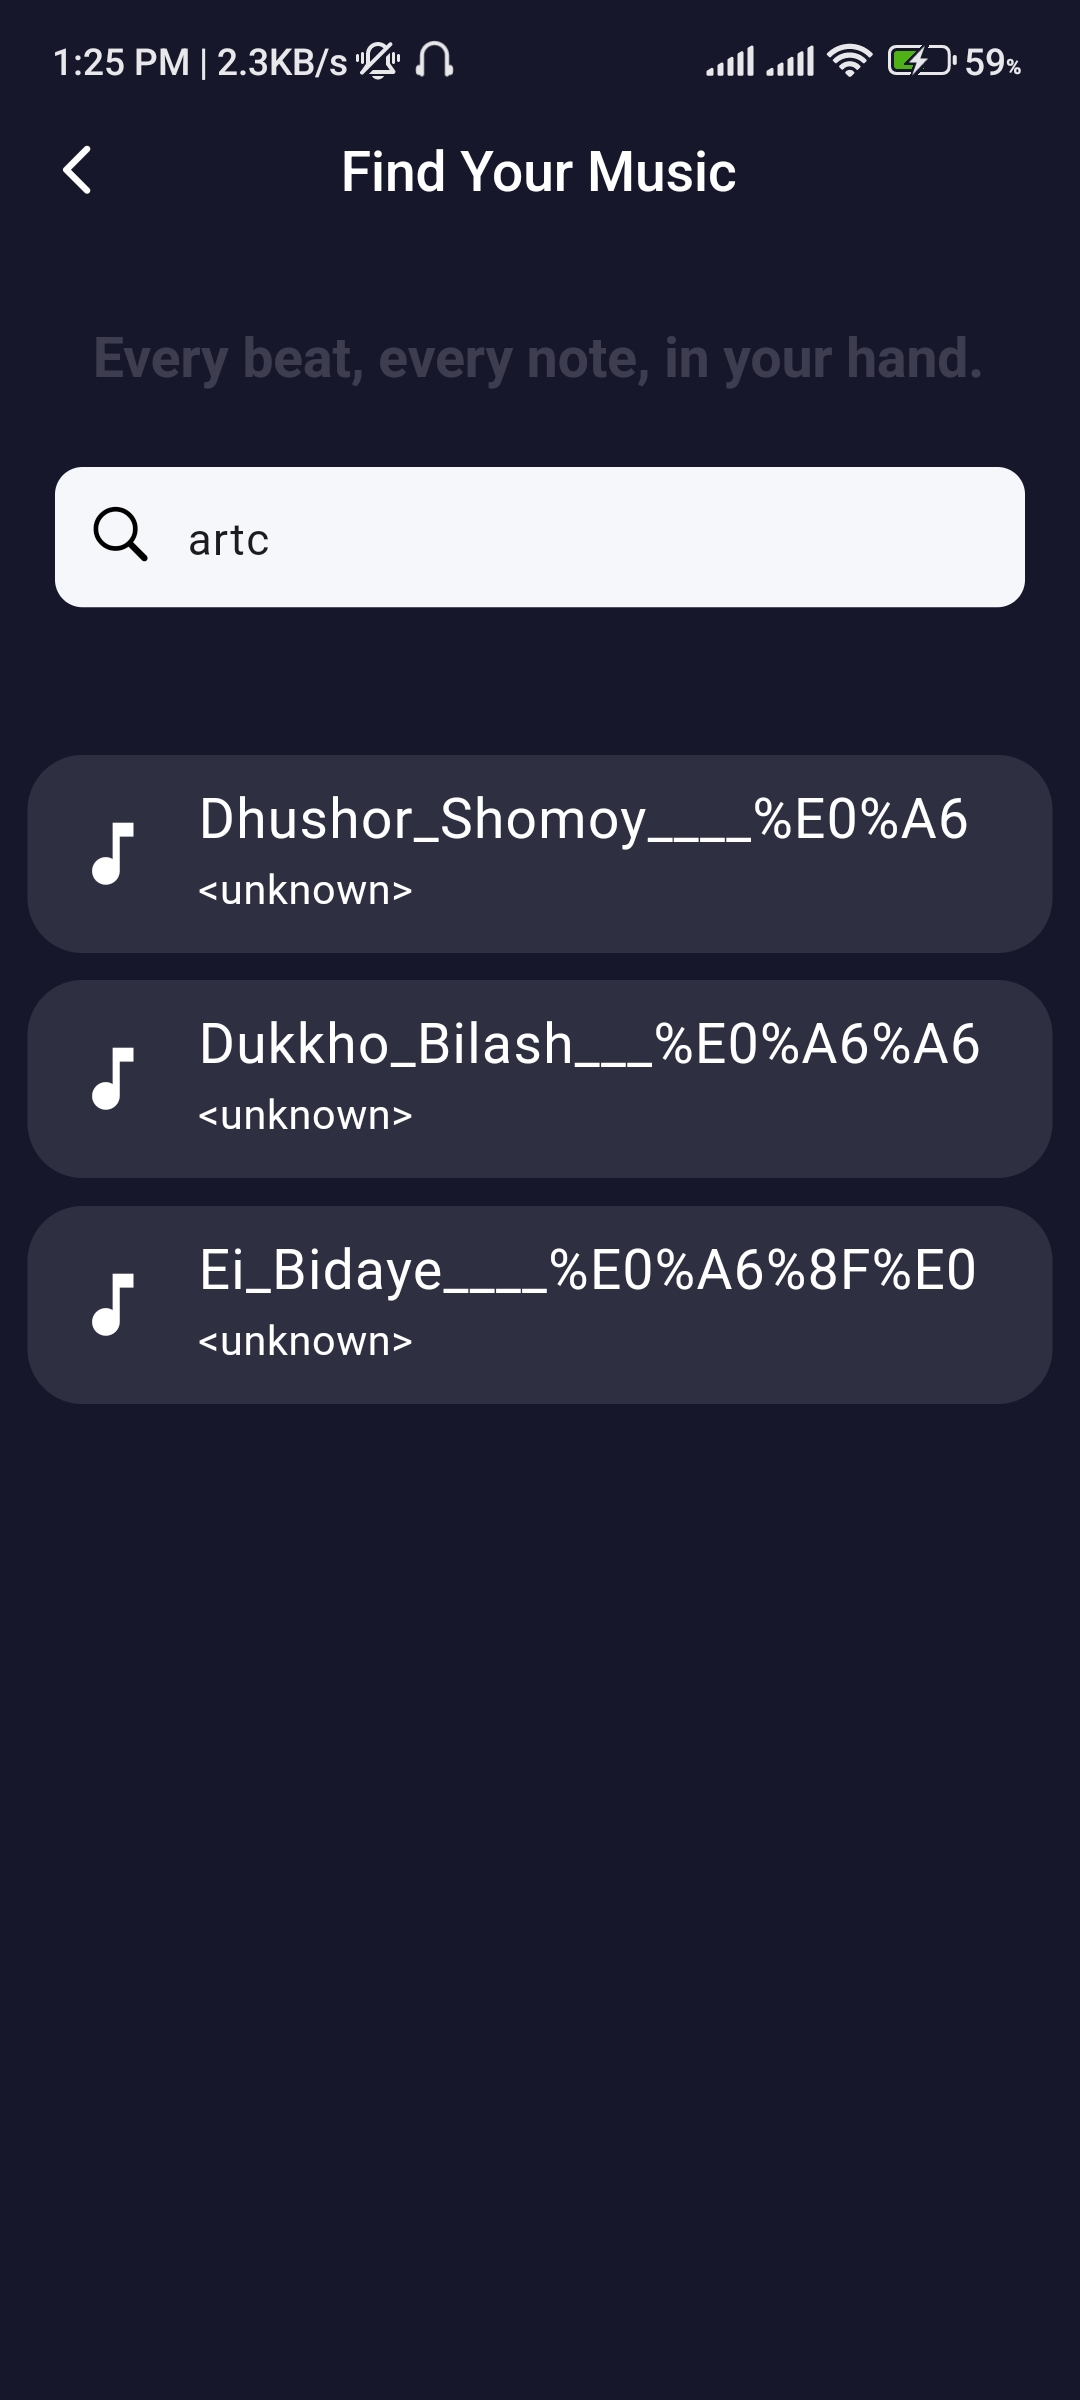 1:25 PM | 2.3KB/s 59%
Find Your Music
Every beat, every note, in your hand.
artc
Dhushor_Shomoy____%E0%A6
<unknown>
Dukkho_Bilash___%E0%A6%A6
<unknown>
Ei_Bidaye____%E0%A6%8F%E0
<unknown>